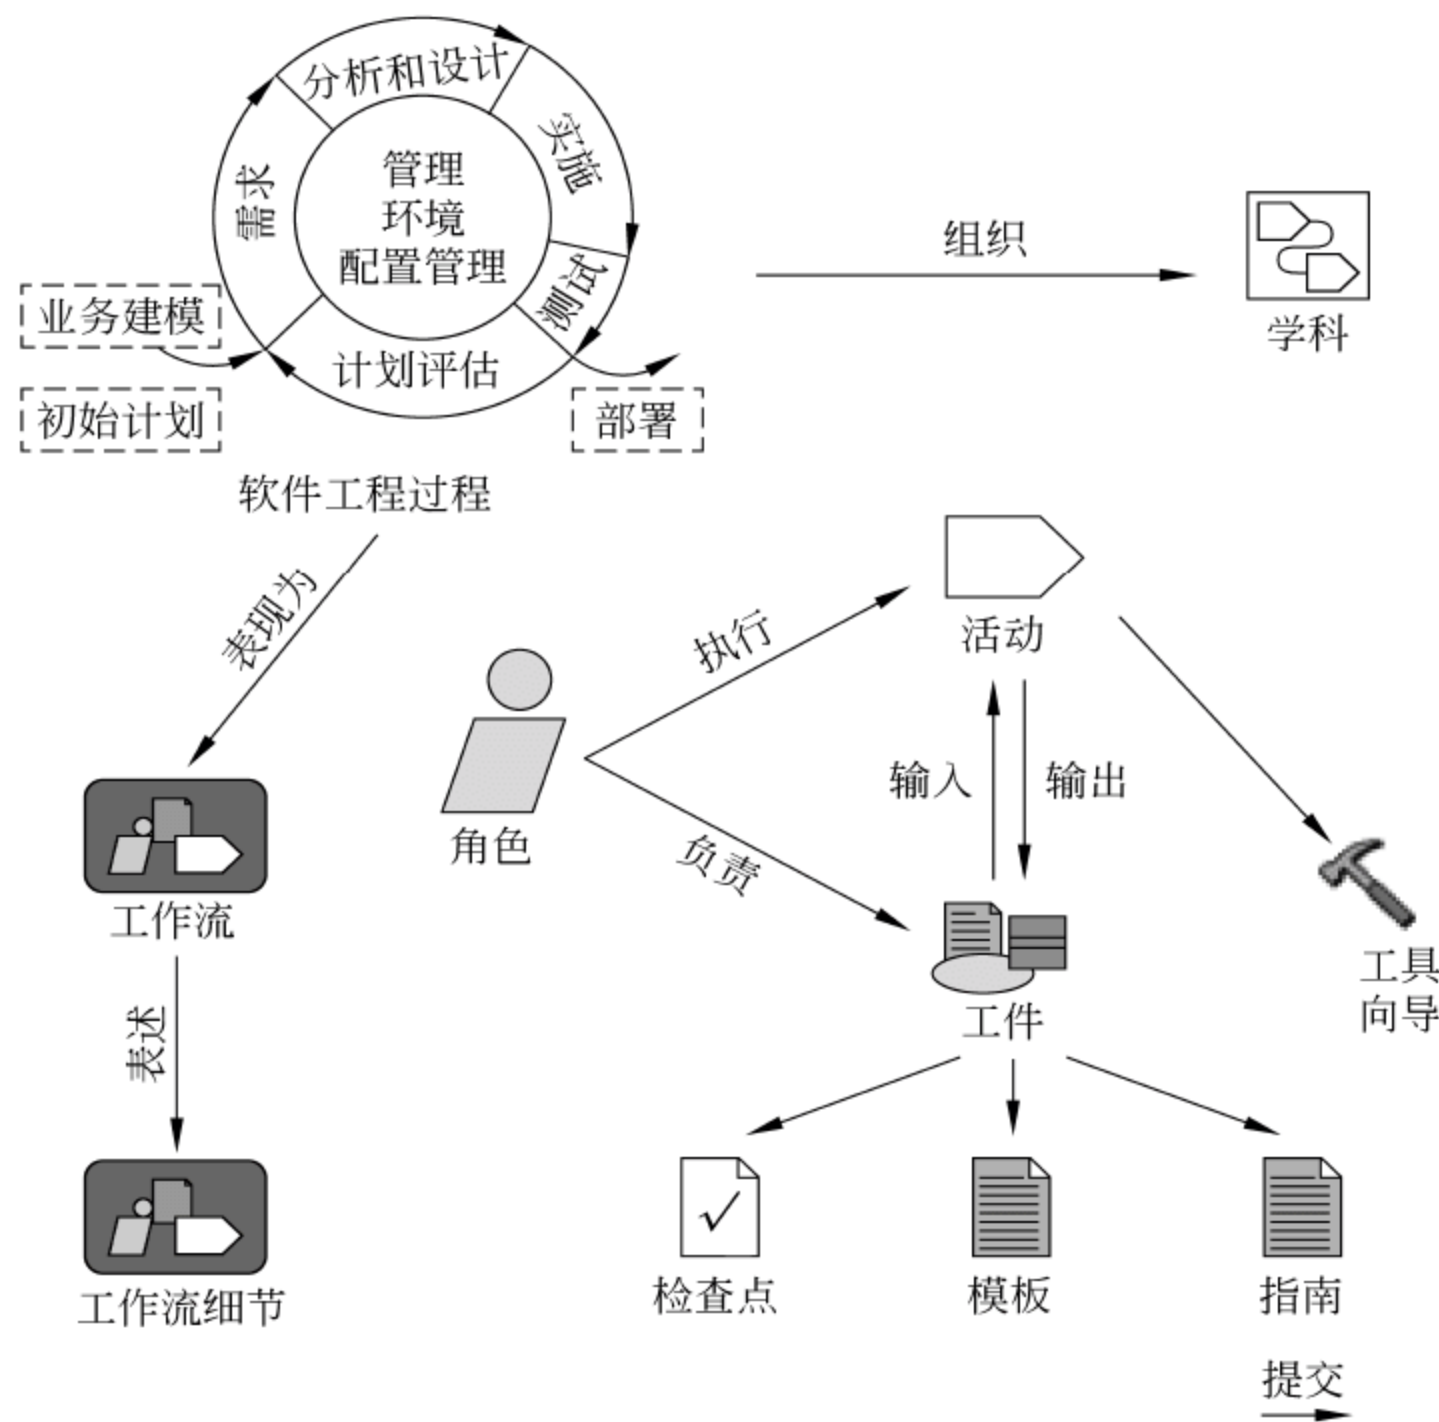 分析和设计
实施
需求
管理
环境
配置管理
测试
计划评估
业务建模
初始计划
部署
软件工程过程
组织
学科
表现为
执行
活动
角色
输入
输出
负责
工作流
工件
工具
向导
表述
工作流细节
检查点
模板
指南
提交